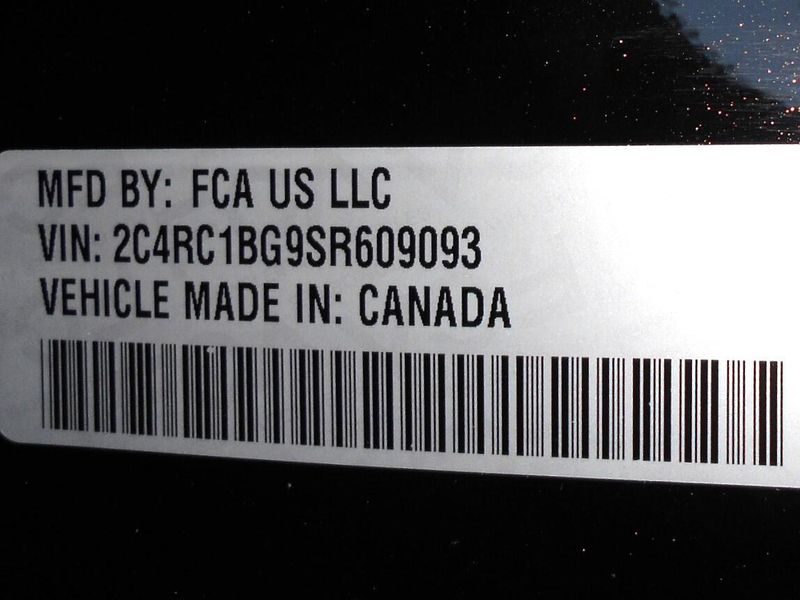 MFD BY: FCA US LLC
VIN: 2C4RC1BG9SR609093
VEHICLE MADE IN: CANADA